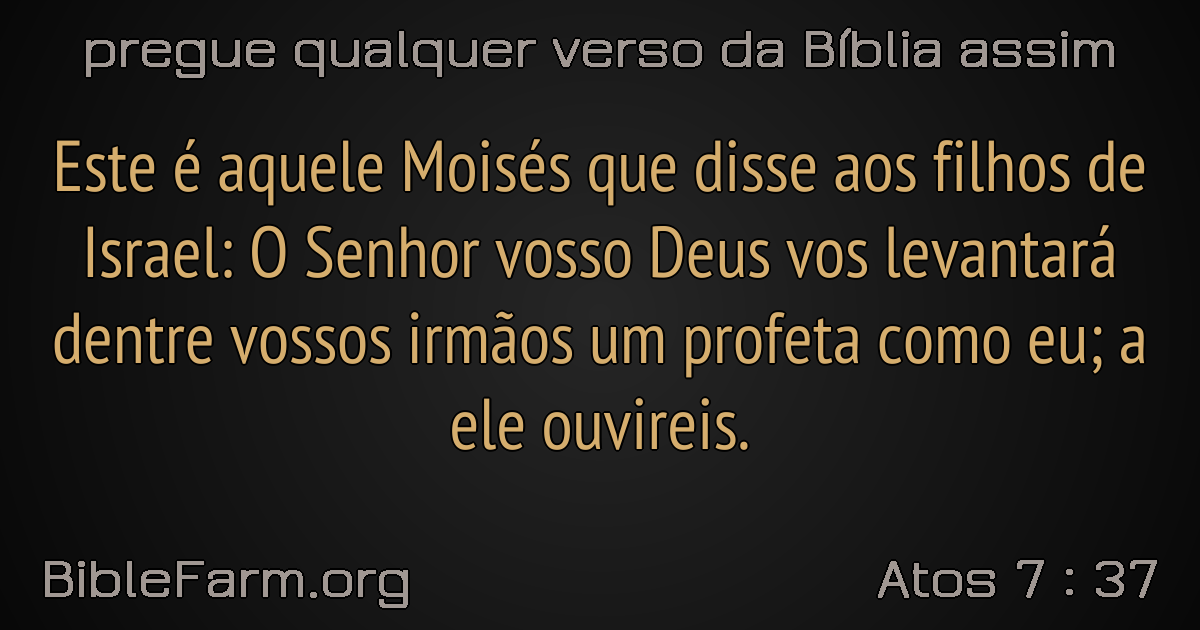 pregue qualquer verso da Bíblia assim
Este é aquele Moisés que disse aos filhos de
Israel: O Senhor vosso Deus vos levantará
dentre vossos irmãos um profeta como eu; a
ele ouvireis.
BibleFarm.org
Atos 7 : 37